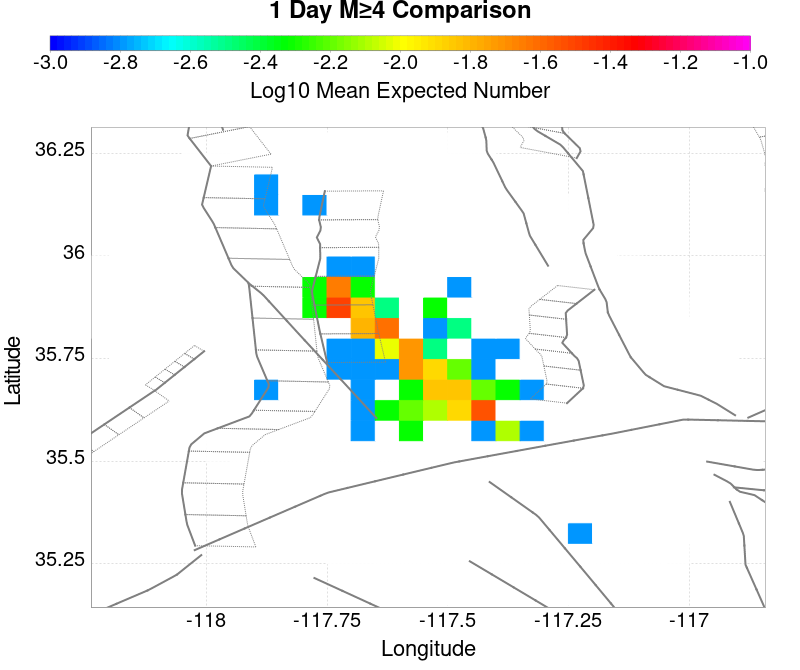 1 Day M≥4 Comparison
-3.0 -2.8 -2.6 -2.4 -2.2 -2.0 -1.8 -1.6 -1.4 -1.2 -1.0
Log10 Mean Expected Number
36.25
36
35.75
35.5
35.25
Latitude
-118 -117.75 -117.5 -117.25 -117
Longitude